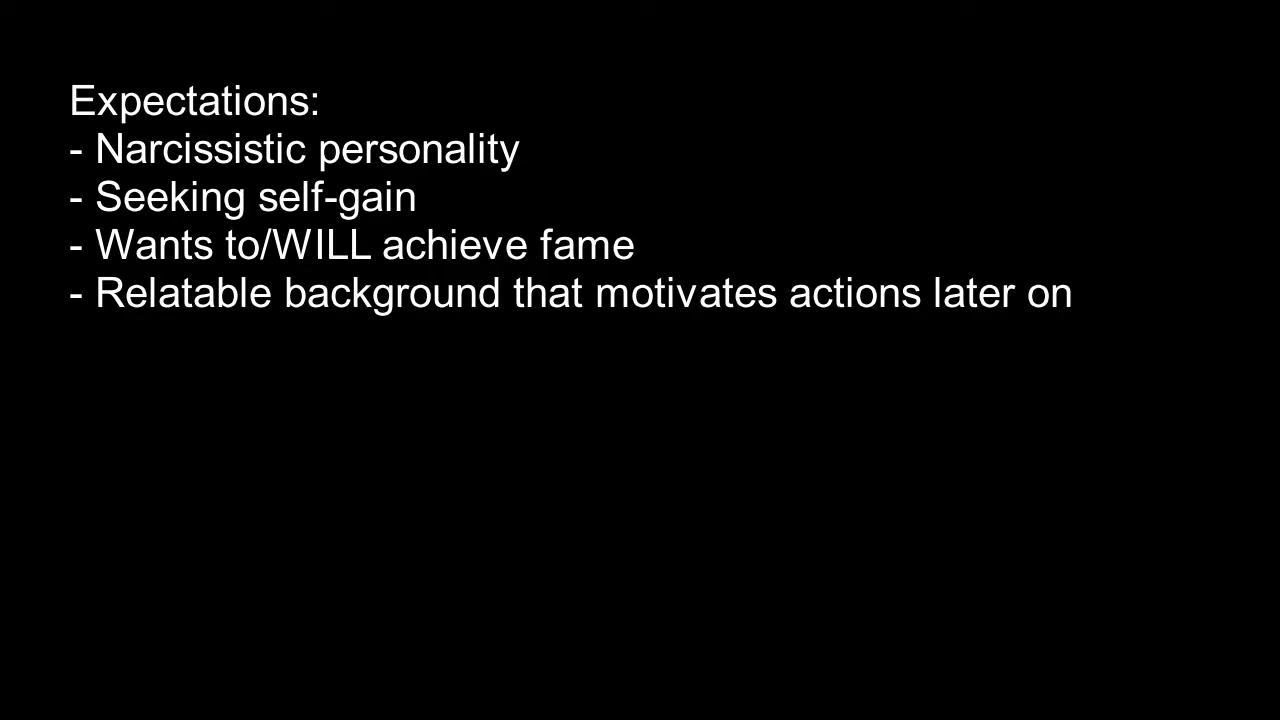 Expectations:
- Narcissistic personality
- Seeking self-gain
- Wants to/WILL achieve fame
- Relatable background that motivates actions later on